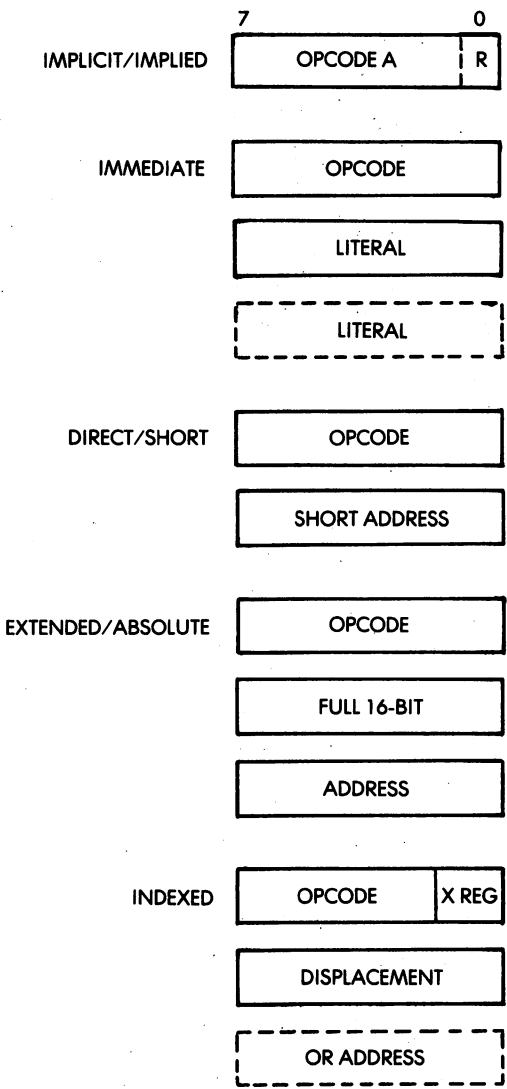 7 0
IMPLICIT/IMPLIED OPCODE A R
IMMEDIATE OPCODE
LITERAL
LITERAL
DIRECT/SHORT OPCODE
SHORT ADDRESS
EXTENDED/ABSOLUTE OPCODE
FULL 16-BIT
ADDRESS
INDEXED OPCODE X REG
DISPLACEMENT
OR ADDRESS